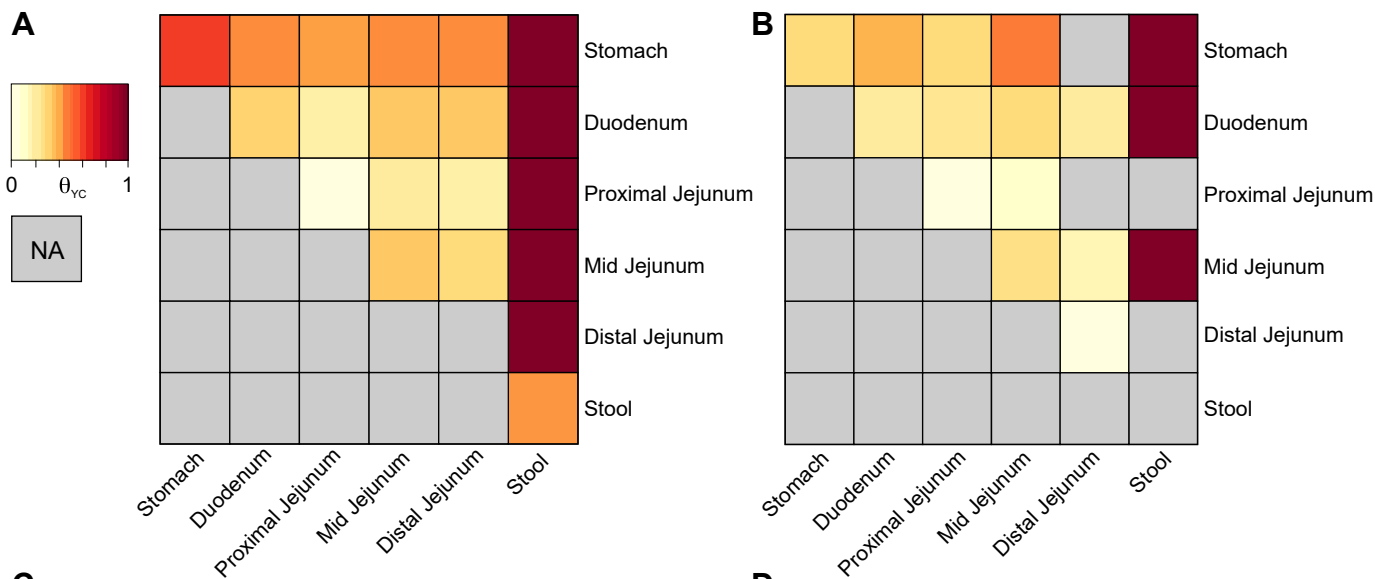 A
B
0
θYC
1
NA
Stomach
Duodenum
Proximal Jejunum
Mid Jejunum
Distal Jejunum
Stool
Stomach
Duodenum
Proximal Jejunum
Mid Jejunum
Distal Jejunum
Stool
Stomach
Duodenum
Proximal Jejunum
Mid Jejunum
Distal Jejunum
Stool
Stomach
Duodenum
Proximal Jejunum
Mid Jejunum
Distal Jejunum
Stool